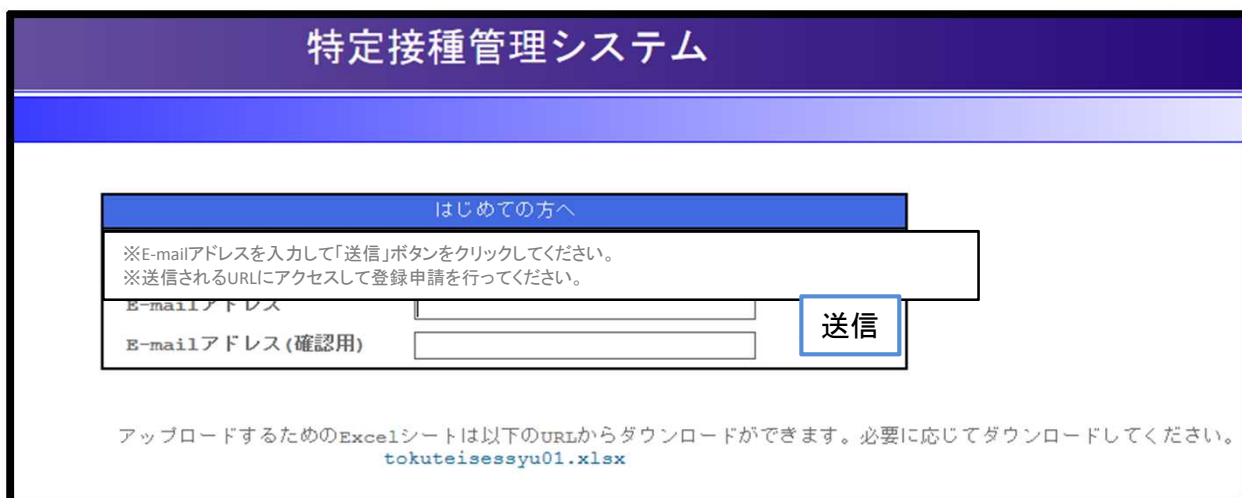 特定接種管理システム
はじめての方へ
※E-mailアドレスを入力して「送信」ボタンをクリックしてください。
※送信されるURLにアクセスして登録申請を行ってください。
E-mailアドレス
送信
E-mailアドレス(確認用)
アップロードするためのExcelシートは以下のURLからダウンロードができます。必要に応じてダウンロードしてください。
tokuteisessyu01.xlsx